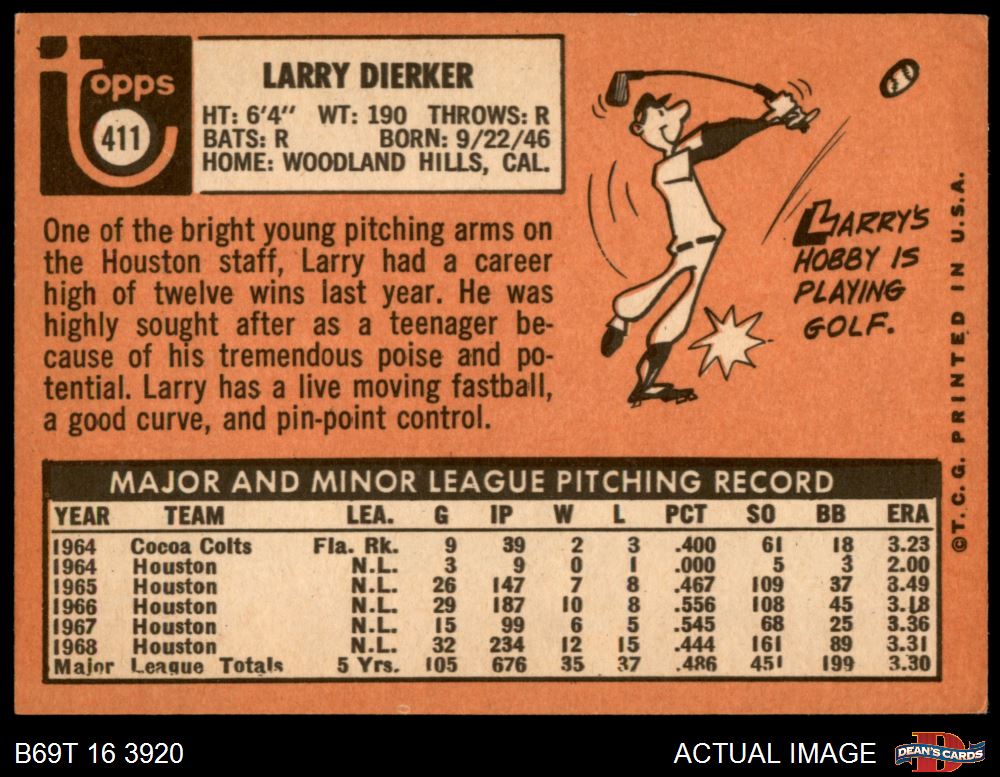 Topps
411
LARRY DIERKER
HT: 6'4" WT: 190 THROWS: R
BATS: R BORN: 9/22/46
HOME: WOODLAND HILLS, CAL.
One of the bright young pitching arms on
the Houston staff, Larry had a career
high of twelve wins last year. He was
highly sought after as a teenager be-
cause of his tremendous poise and po-
tential. Larry has a live moving fastball,
a good curve, and pin-point control.
LARRY'S
HOBBY IS
PLAYING
GOLF.
©T. C. G. PRINTED IN U.S.A.
MAJOR AND MINOR LEAGUE PITCHING RECORD
YEAR TEAM LEA. G IP W L PCT SO BB ERA
1964 Cocoa Colts Fla. Rk. 9 39 2 3 .400 61 18 3.23
1964 Houston N.L. 3 9 0 1 .000 5 3 2.00
1965 Houston N.L. 26 147 7 8 .467 109 37 3.49
1966 Houston N.L. 29 187 10 8 .556 108 45 3.18
1967 Houston N.L. 15 99 6 5 .545 68 25 3.36
1968 Houston N.L. 32 234 12 15 .444 161 89 3.31
Major League Totals 5 Yrs. 105 676 35 37 .486 451 199 3.30
B69T 16 3920
ACTUAL IMAGE
DEAN'S CARDS